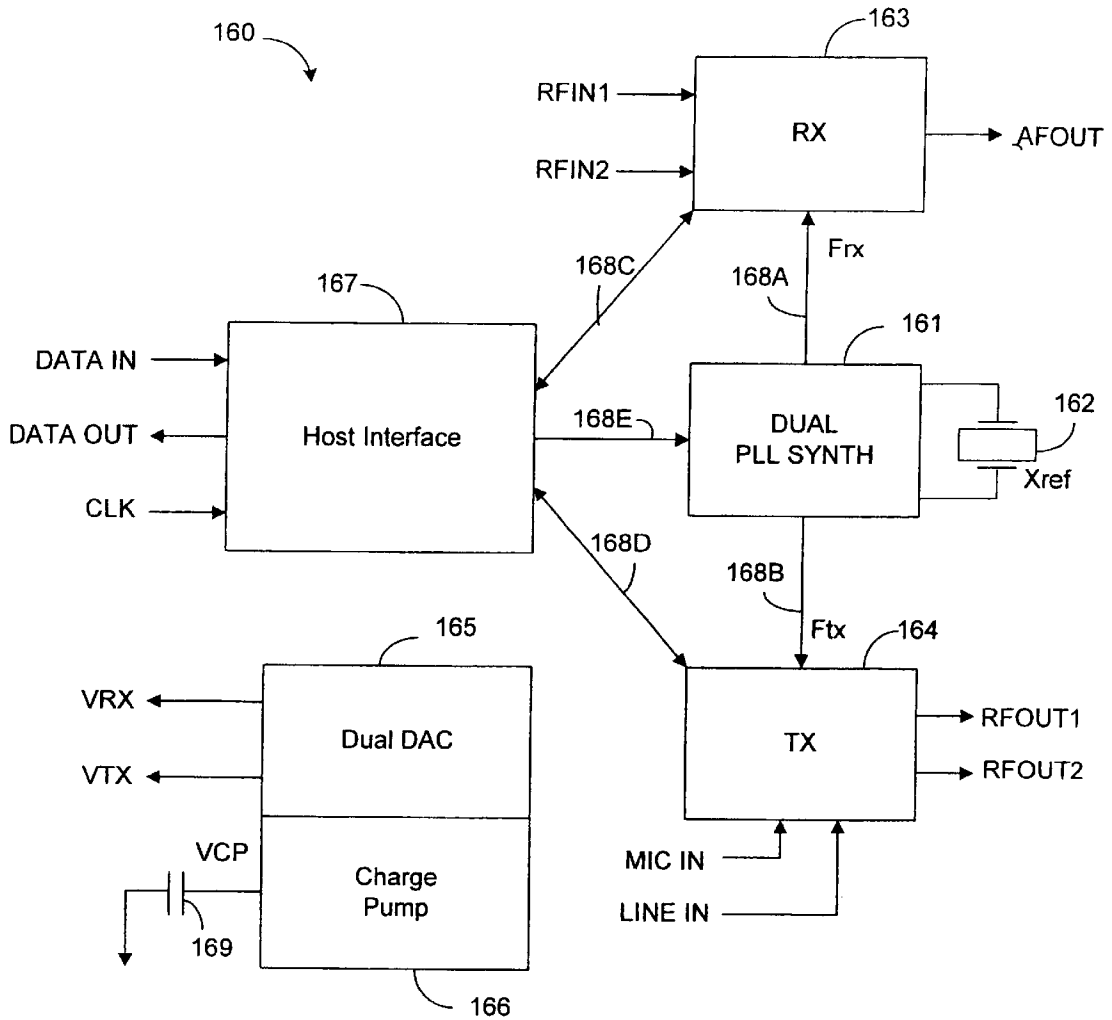 160
163
RFIN1
RX
AFOUT
RFIN2
Frx
168C
168A
167
161
DATA IN
162
DATA OUT
Host Interface
168E
DUAL
PLL SYNTH
Xref
CLK
168D
168B
165
Ftx
164
VRX
Dual DAC
TX
RFOUT1
VTX
RFOUT2
VCP
MIC IN
Charge
Pump
LINE IN
169
166